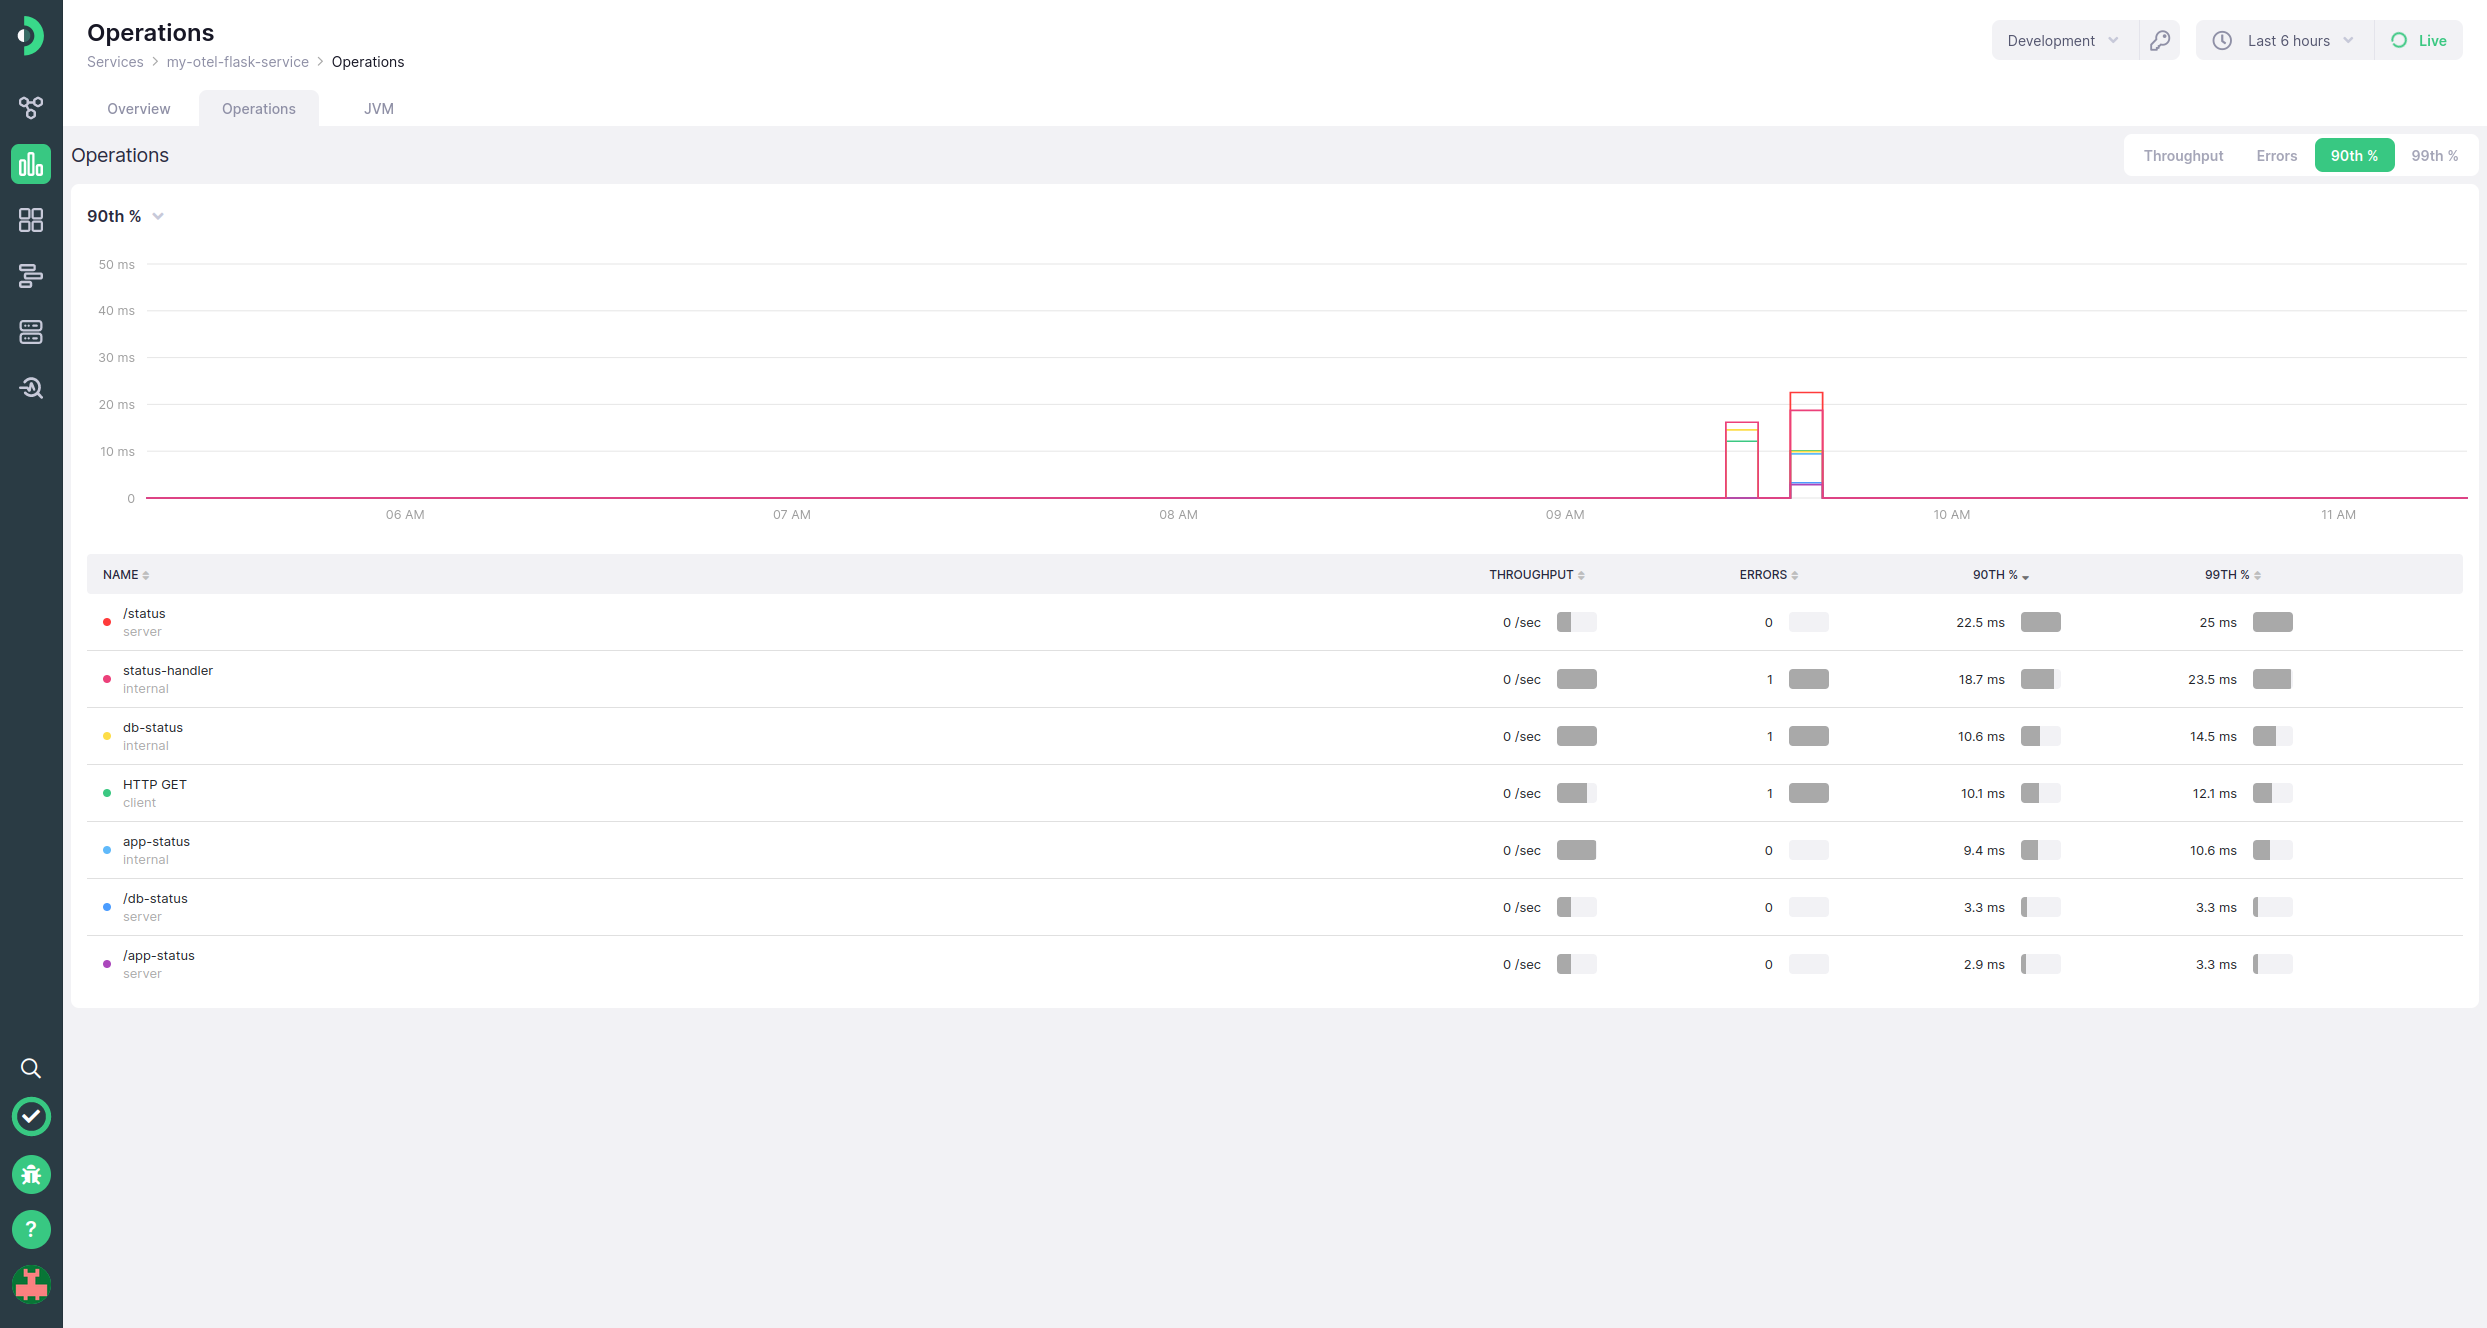 Operations
Services > my-otel-flask-service > Operations
Development
Last 6 hours
Live
Overview
Operations
JVM
Operations
Throughput
Errors
90th %
99th %
90th %
50 ms
40 ms
30 ms
20 ms
10 ms
0
06 AM 07 AM 08 AM 09 AM 10 AM 11 AM
NAME THROUGHPUT ERRORS 90TH % 99TH %
/status 0 /sec 0 22.5 ms 25 ms
server
status-handler 0 /sec 1 18.7 ms 23.5 ms
internal
db-status 0 /sec 1 10.6 ms 14.5 ms
internal
HTTP GET 0 /sec 1 10.1 ms 12.1 ms
client
app-status 0 /sec 0 9.4 ms 10.6 ms
internal
/db-status 0 /sec 0 3.3 ms 3.3 ms
server
/app-status 0 /sec 0 2.9 ms 3.3 ms
server
?